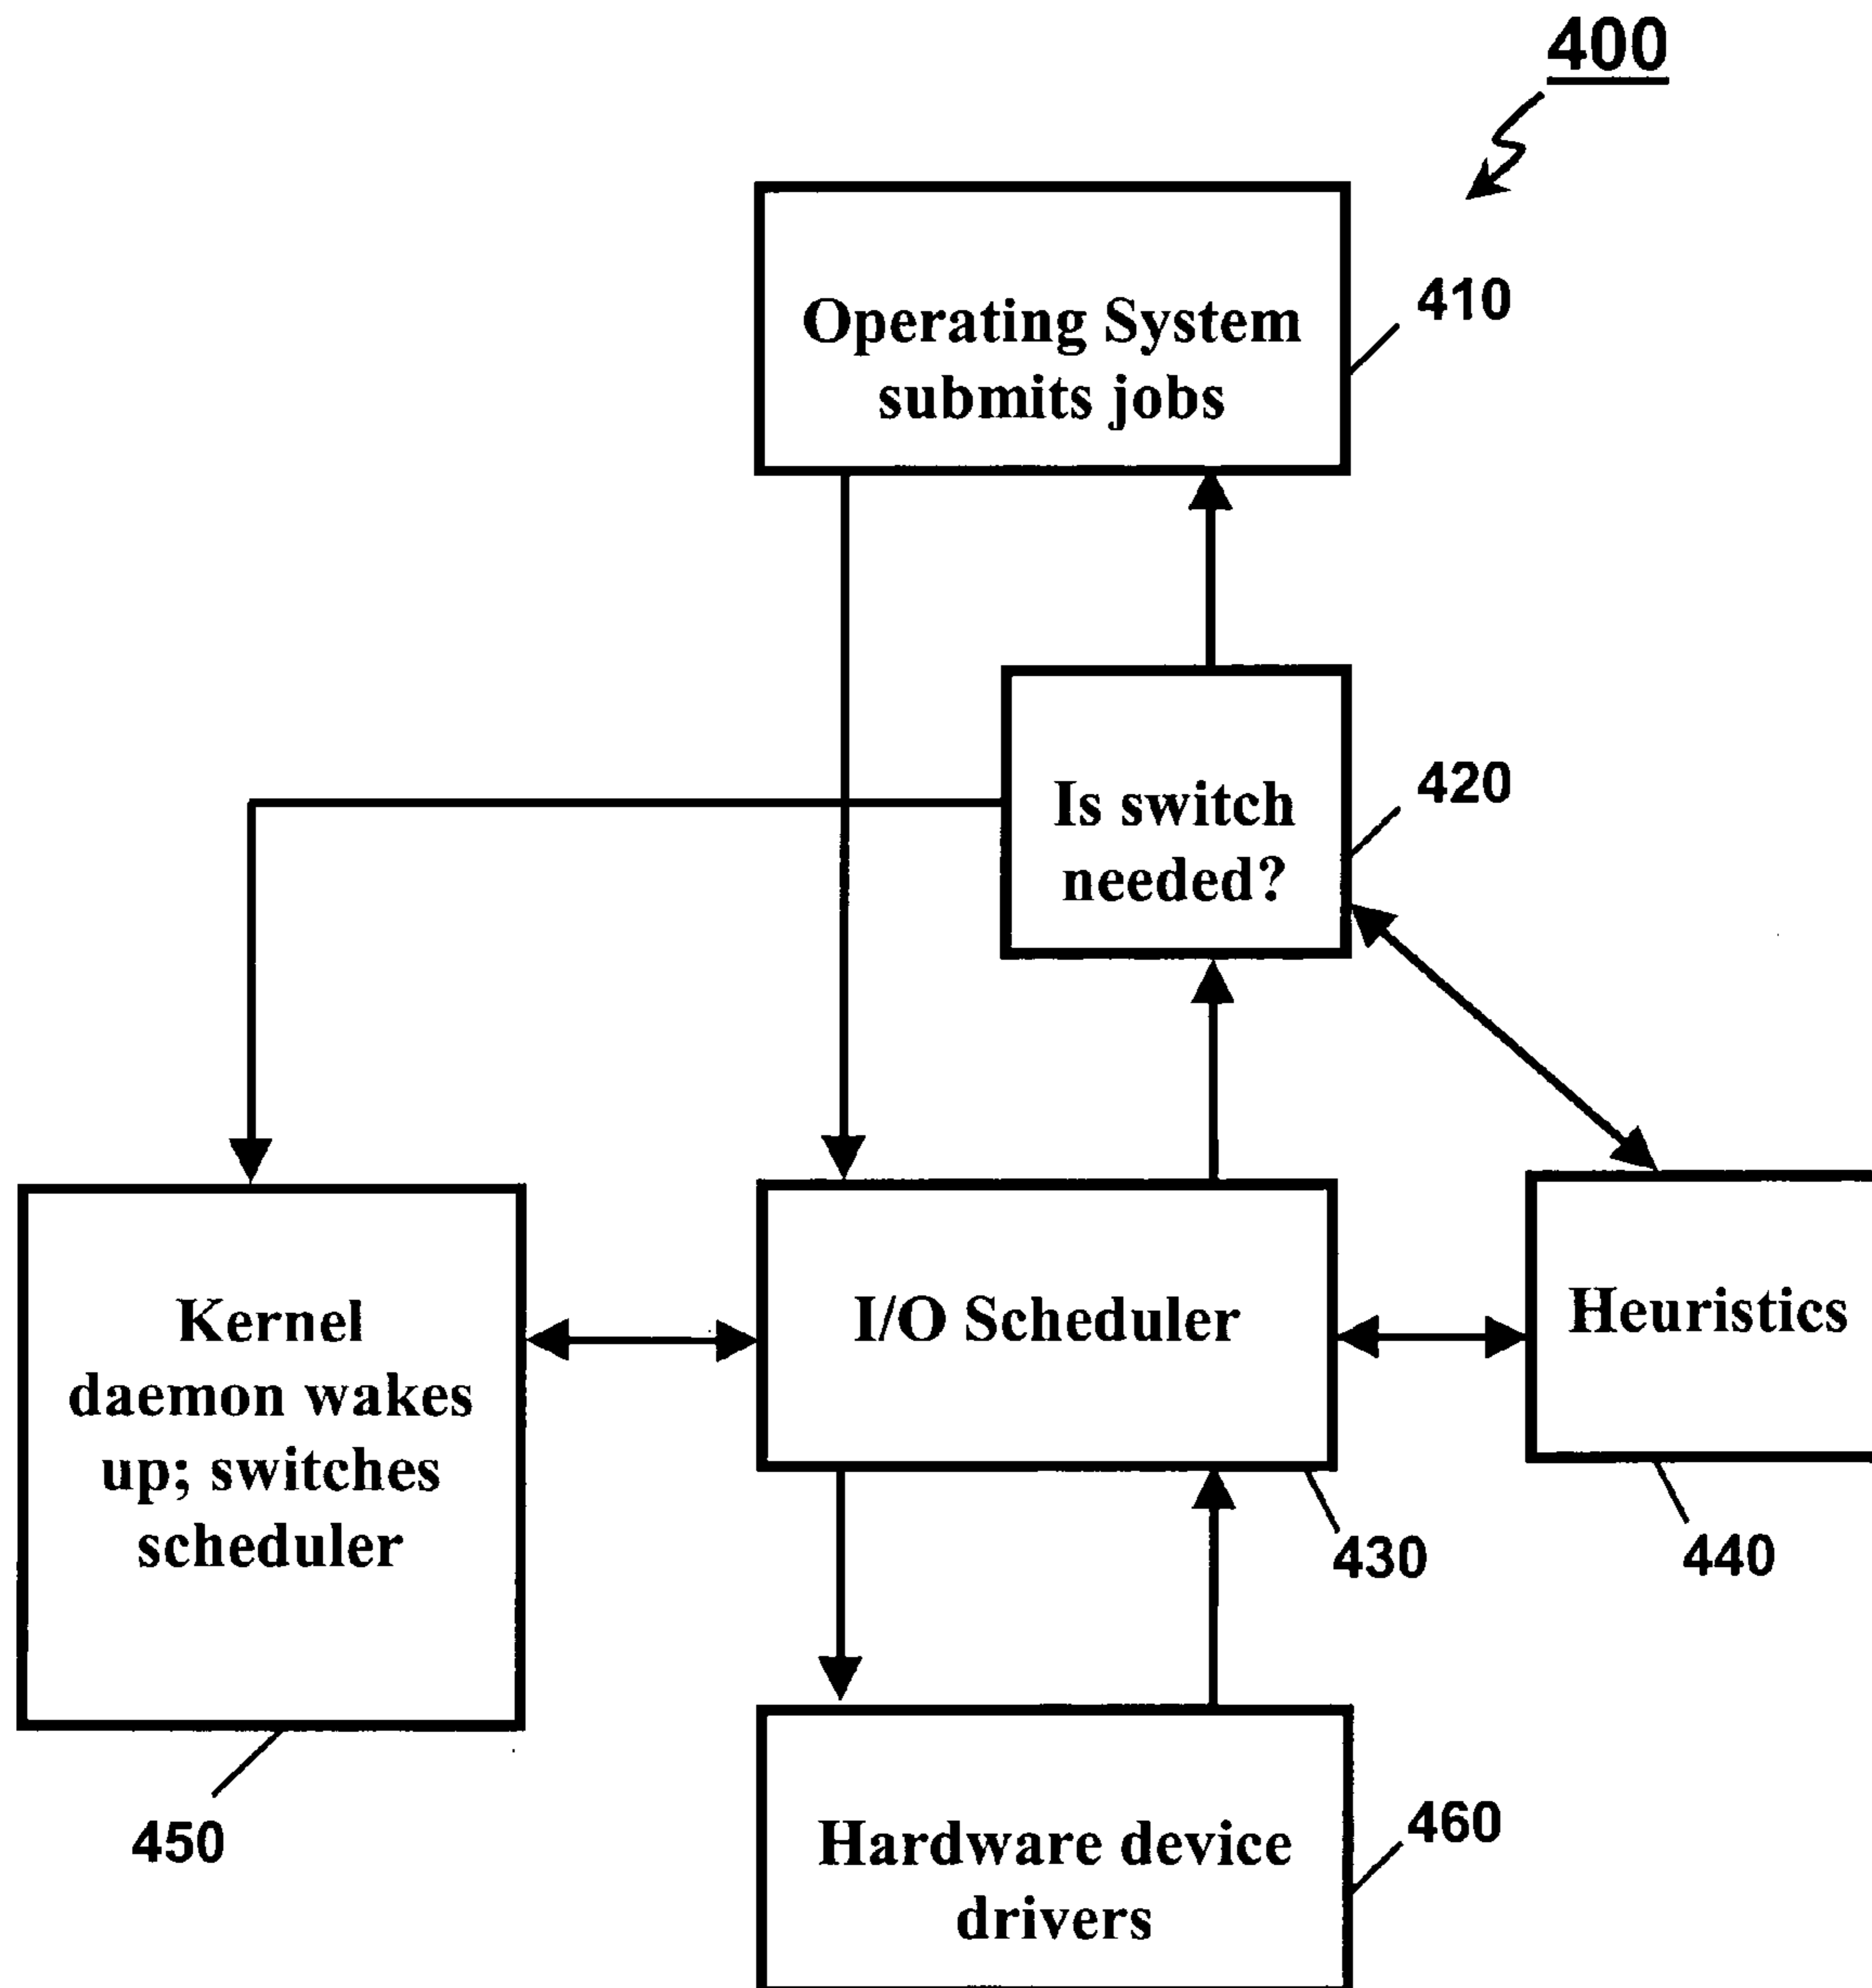 400
Operating System
submits jobs
410
Is switch
needed?
420
Kernel
daemon wakes
up; switches
scheduler
I/O Scheduler
Heuristics
430
440
450
Hardware device
drivers
460